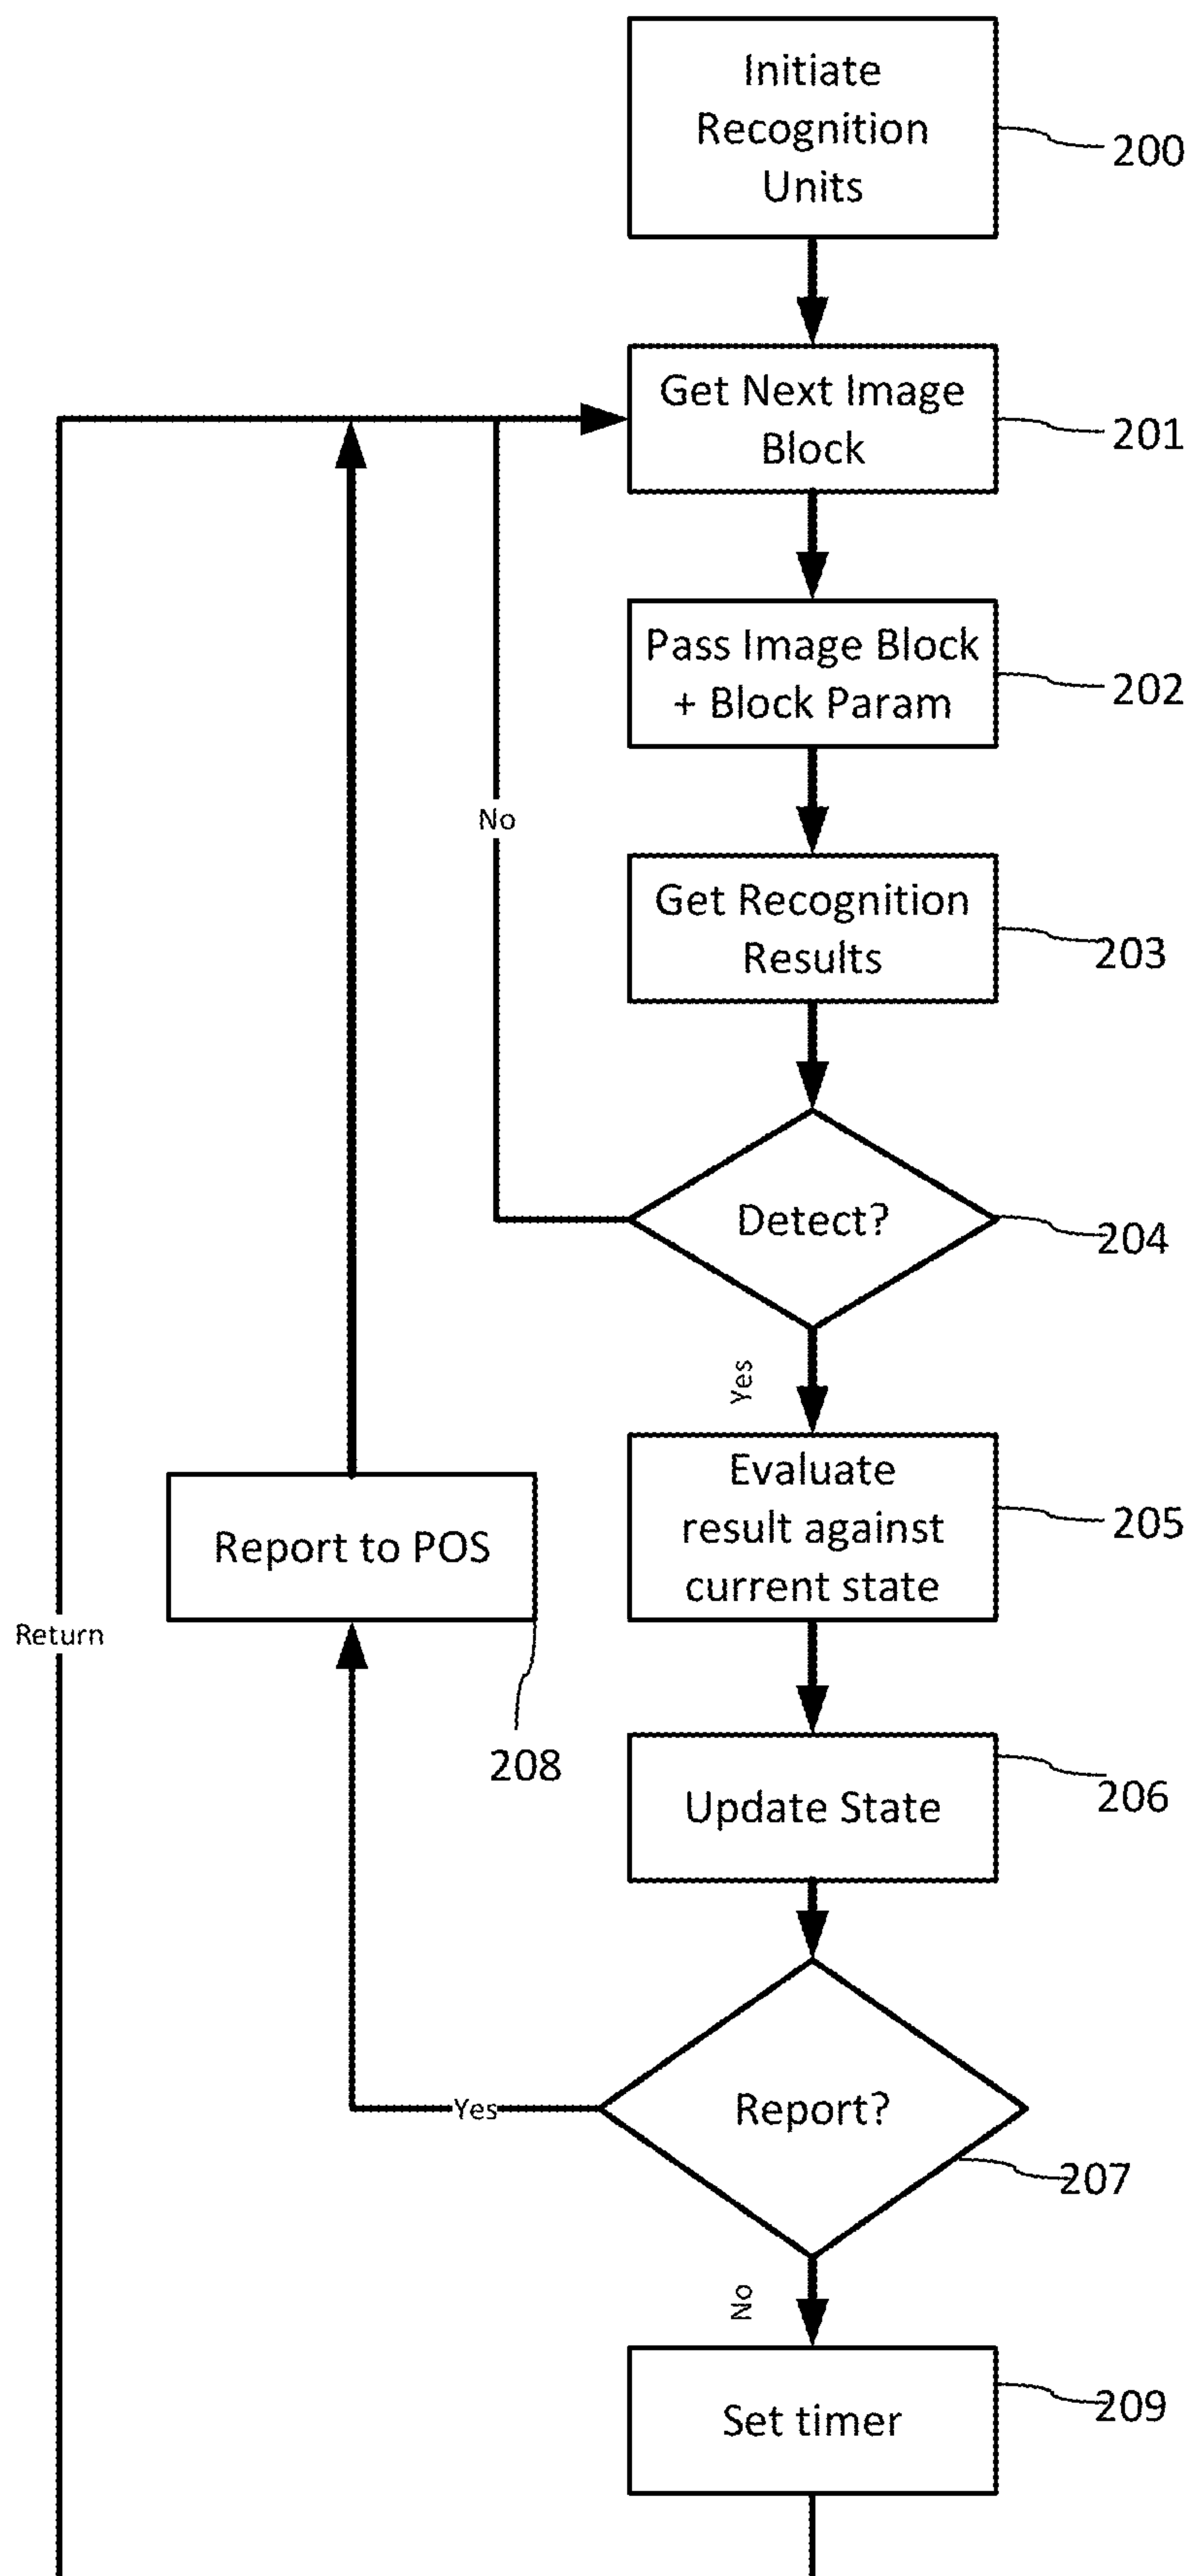 Initiate
Recognition
Units
200
Get Next Image
Block
201
Pass Image Block
+ Block Param
202
No
Get Recognition
Results
203
Detect?
204
Yes
Evaluate
result against
current state
205
Report to POS
Return
208
Update State
206
Report?
Yes
207
No
Set timer
209